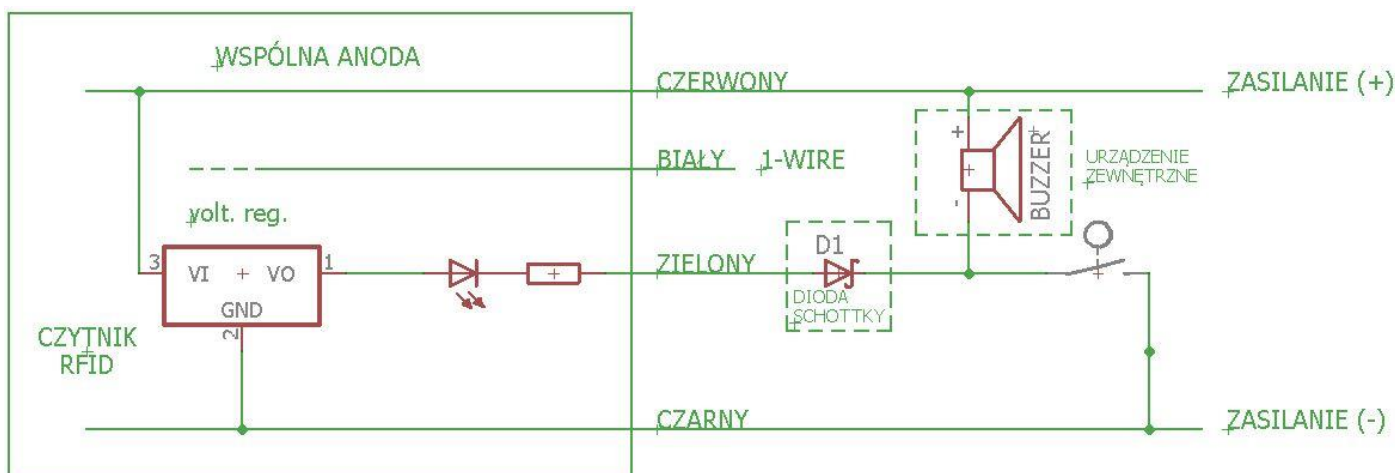 WSPÓLNA ANODA
CZERWONY
ZASILANIE (+)
+
BIAŁY
1-WIRE
BUZZER
URZĄDZENIE
ZEWNĘTRZNE
-
volt. reg.
D1
ZIELONY
3
VI
VO
1
GND
2
DIODA
SCHOTTKY
CZYTNIK
RFID
CZARNY
ZASILANIE (-)